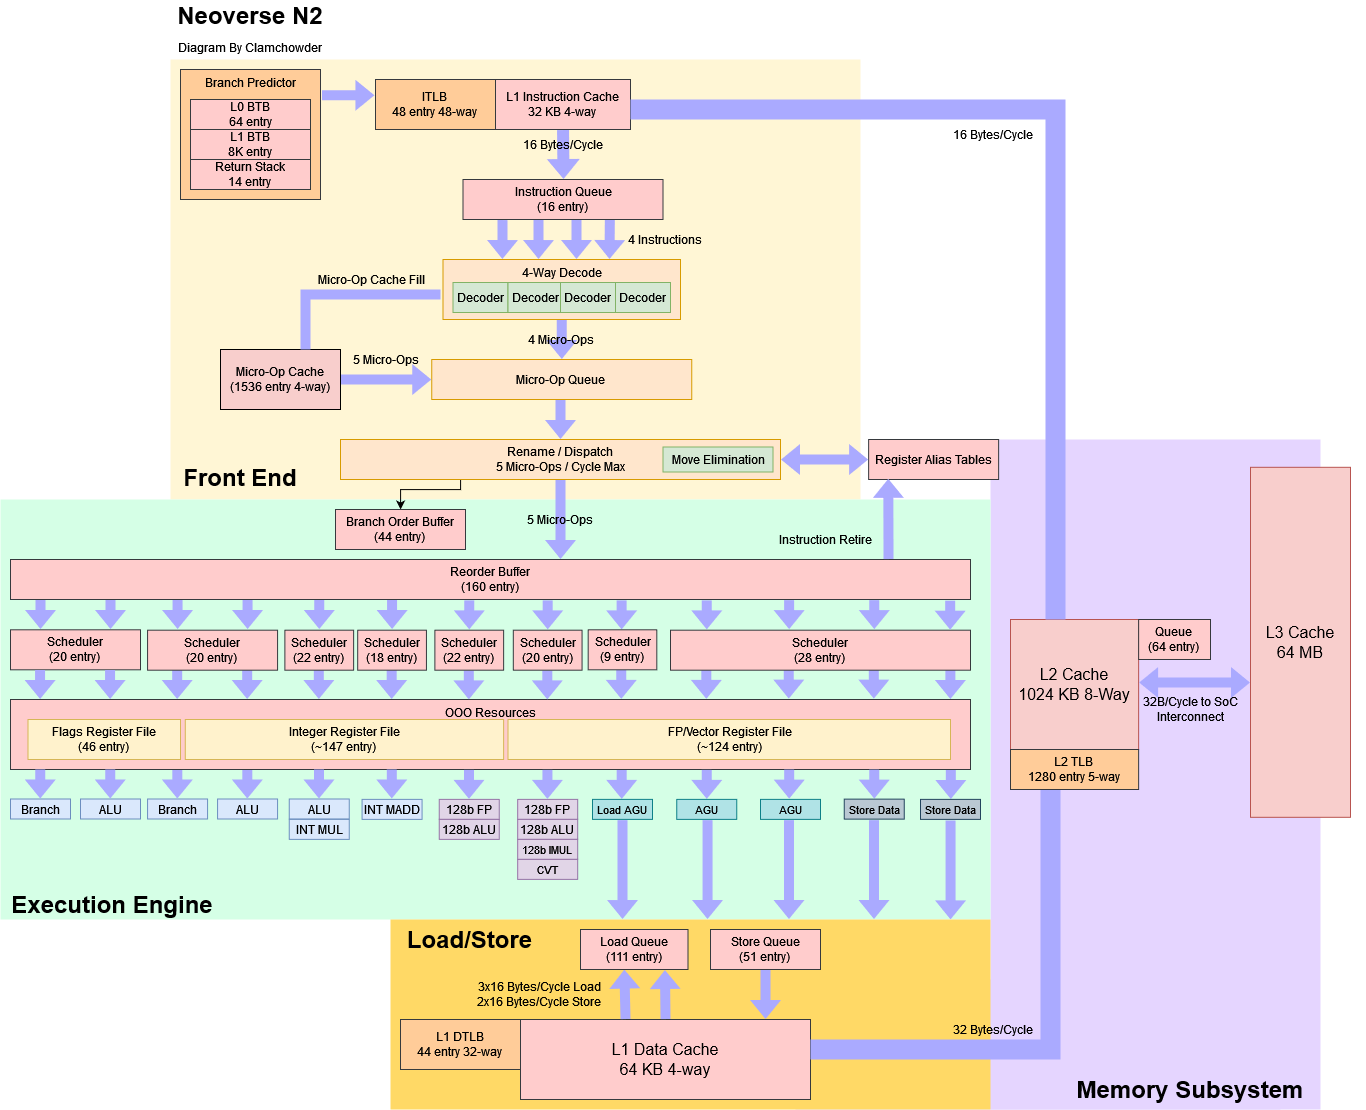 Neoverse N2
Diagram By Clamchowder
Branch Predictor
L0 BTB
64 entry
L1 BTB
8K entry
Return Stack
14 entry
ITLB
48 entry 48-way
L1 Instruction Cache
32 KB 4-way
16 Bytes/Cycle
16 Bytes/Cycle
Instruction Queue
(16 entry)
4 Instructions
4-Way Decode
Decoder
Decoder
Decoder
Decoder
Micro-Op Cache Fill
4 Micro-Ops
Micro-Op Cache
(1536 entry 4-way)
5 Micro-Ops
Micro-Op Queue
Rename / Dispatch
5 Micro-Ops / Cycle Max
Move Elimination
Register Alias Tables
Front End
Branch Order Buffer
(44 entry)
5 Micro-Ops
Instruction Retire
Reorder Buffer
(160 entry)
Scheduler
(20 entry)
Scheduler
(20 entry)
Scheduler
(22 entry)
Scheduler
(18 entry)
Scheduler
(22 entry)
Scheduler
(20 entry)
Scheduler
(9 entry)
Scheduler
(28 entry)
OOO Resources
Flags Register File
(46 entry)
Integer Register File
(~147 entry)
FP/Vector Register File
(~124 entry)
Branch
ALU
Branch
ALU
ALU
INT MUL
INT MADD
128b FP
128b ALU
128b FP
128b ALU
128b IMUL
CVT
Load AGU
AGU
AGU
Store Data
Store Data
Execution Engine
Load/Store
Load Queue
(111 entry)
Store Queue
(51 entry)
3x16 Bytes/Cycle Load
2x16 Bytes/Cycle Store
L1 DTLB
44 entry 32-way
L1 Data Cache
64 KB 4-way
32 Bytes/Cycle
L2 Cache
1024 KB 8-Way
Queue
(64 entry)
L2 TLB
1280 entry 5-way
32B/Cycle to SoC
Interconnect
L3 Cache
64 MB
Memory Subsystem